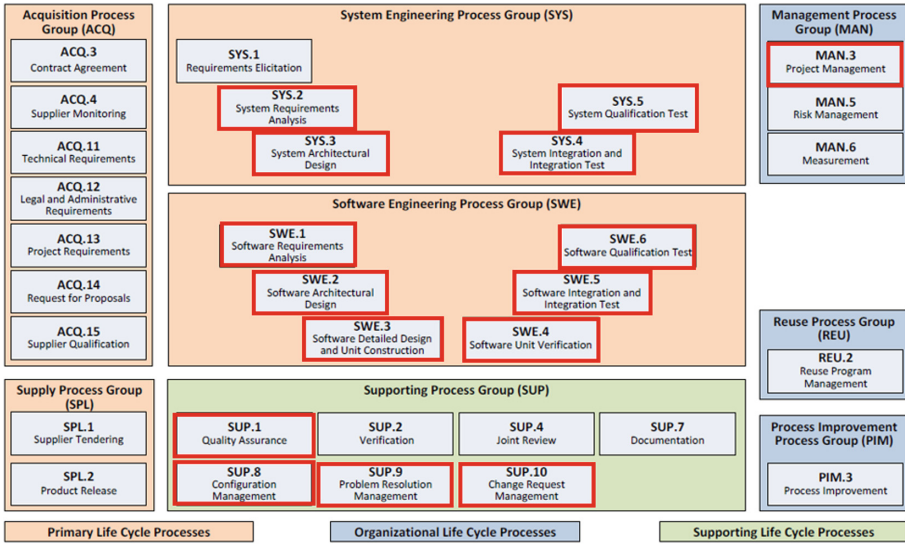 Acquisition Process
Group (ACQ)
ACQ.3
Contract Agreement
ACQ.4
Supplier Monitoring
ACQ.11
Technical Requirements
ACQ.12
Legal and Administrative
Requirements
ACQ.13
Project Requirements
ACQ.14
Request for Proposals
ACQ.15
Supplier Qualification
System Engineering Process Group (SYS)
SYS.1
Requirements Elicitation
SYS.2
System Requirements
Analysis
SYS.3
System Architectural
Design
SYS.5
System Qualification Test
SYS.4
System Integration and
Integration Test
Management Process
Group (MAN)
MAN.3
Project Management
MAN.5
Risk Management
MAN.6
Measurement
Software Engineering Process Group (SWE)
SWE.1
Software Requirements
Analysis
SWE.2
Software Architectural
Design
SWE.3
Software Detailed Design
and Unit Construction
SWE.6
Software Qualification Test
SWE.5
Software Integration and
Integration Test
SWE.4
Software Unit Verification
Reuse Process Group
(REU)
REU.2
Reuse Program
Management
Supply Process Group
(SPL)
SPL.1
Supplier Tendering
SPL.2
Product Release
Supporting Process Group (SUP)
SUP.1
Quality Assurance
SUP.2
Verification
SUP.4
Joint Review
SUP.7
Documentation
SUP.8
Configuration
Management
SUP.9
Problem Resolution
Management
SUP.10
Change Request
Management
Process Improvement
Process Group (PIM)
PIM.3
Process Improvement
Primary Life Cycle Processes
Organizational Life Cycle Processes
Supporting Life Cycle Processes